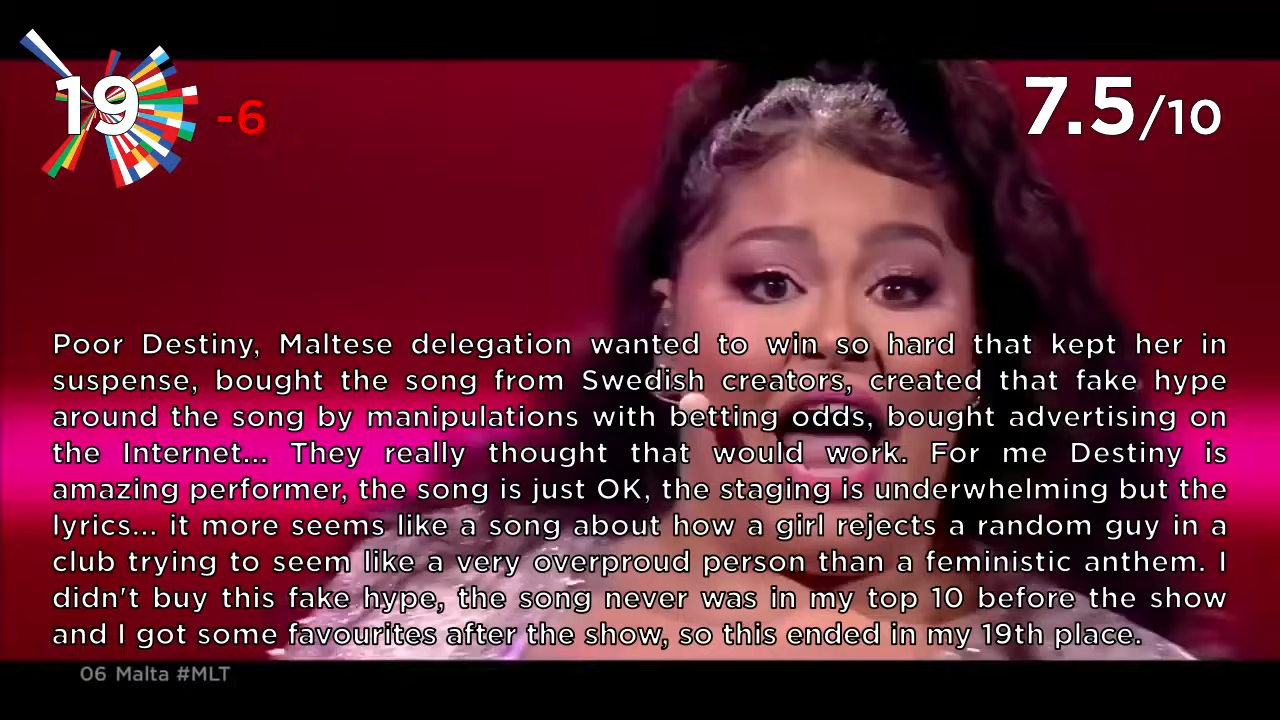 19
-6
7.5/10
Poor Destiny, Maltese delegation wanted to win so hard that kept her in
suspense, bought the song from Swedish creators, created that fake hype
around the song by manipulations with betting odds, bought advertising on
the Internet... They really thought that would work. For me Destiny is
amazing performer, the song is just OK, the staging is underwhelming but the
lyrics... it more seems like a song about how a girl rejects a random guy in a
club trying to seem like a very overproud person than a feministic anthem. I
didn't buy this fake hype, the song never was in my top 10 before the show
and I got some favourites after the show, so this ended in my 19th place.
06 Malta #MLT